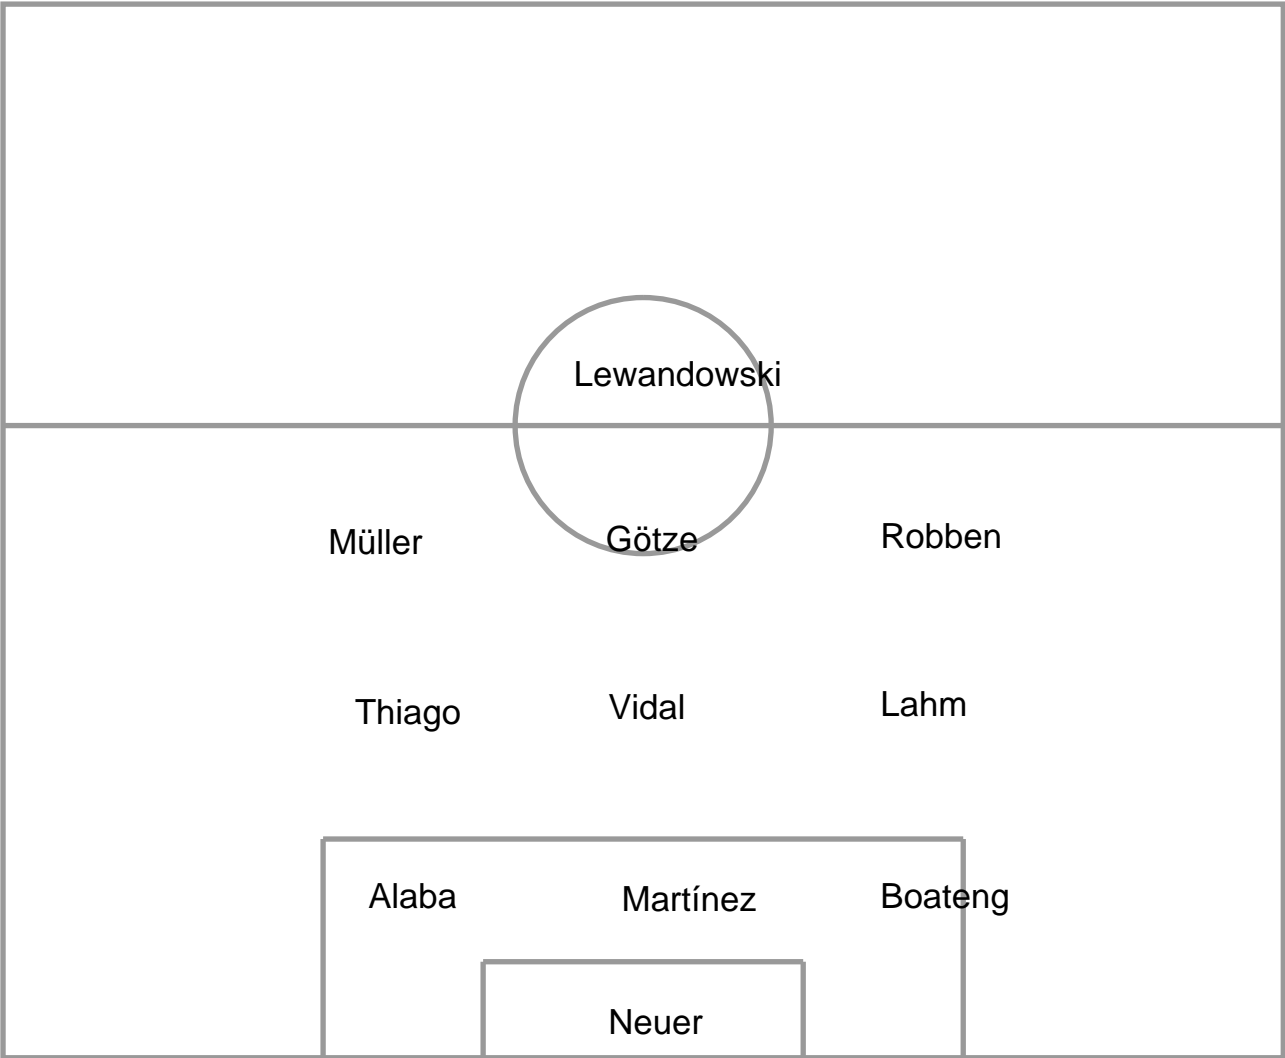 Lewandowski
Müller Götze Robben
Thiago Vidal Lahm
Alaba Martínez Boateng
Neuer